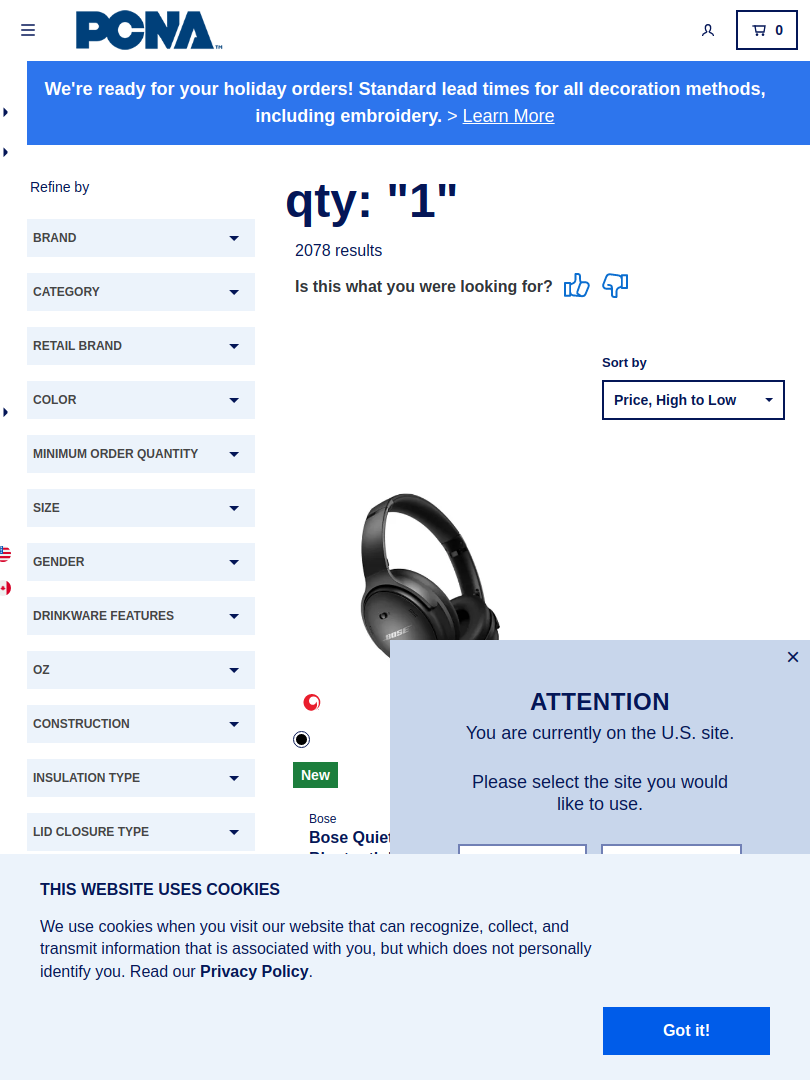 PCNA
TM
0
We're ready for your holiday orders! Standard lead times for all decoration methods,
including embroidery. > Learn More
Refine by
BRAND
CATEGORY
RETAIL BRAND
COLOR
MINIMUM ORDER QUANTITY
SIZE
GENDER
DRINKWARE FEATURES
OZ
CONSTRUCTION
INSULATION TYPE
LID CLOSURE TYPE
qty: "1"
2078 results
Is this what you were looking for?
Sort by
Price, High to Low
BOSE
New
Bose
Bose Quiet
×
ATTENTION
You are currently on the U.S. site.
Please select the site you would
like to use.
THIS WEBSITE USES COOKIES
We use cookies when you visit our website that can recognize, collect, and
transmit information that is associated with you, but which does not personally
identify you. Read our Privacy Policy.
Got it!